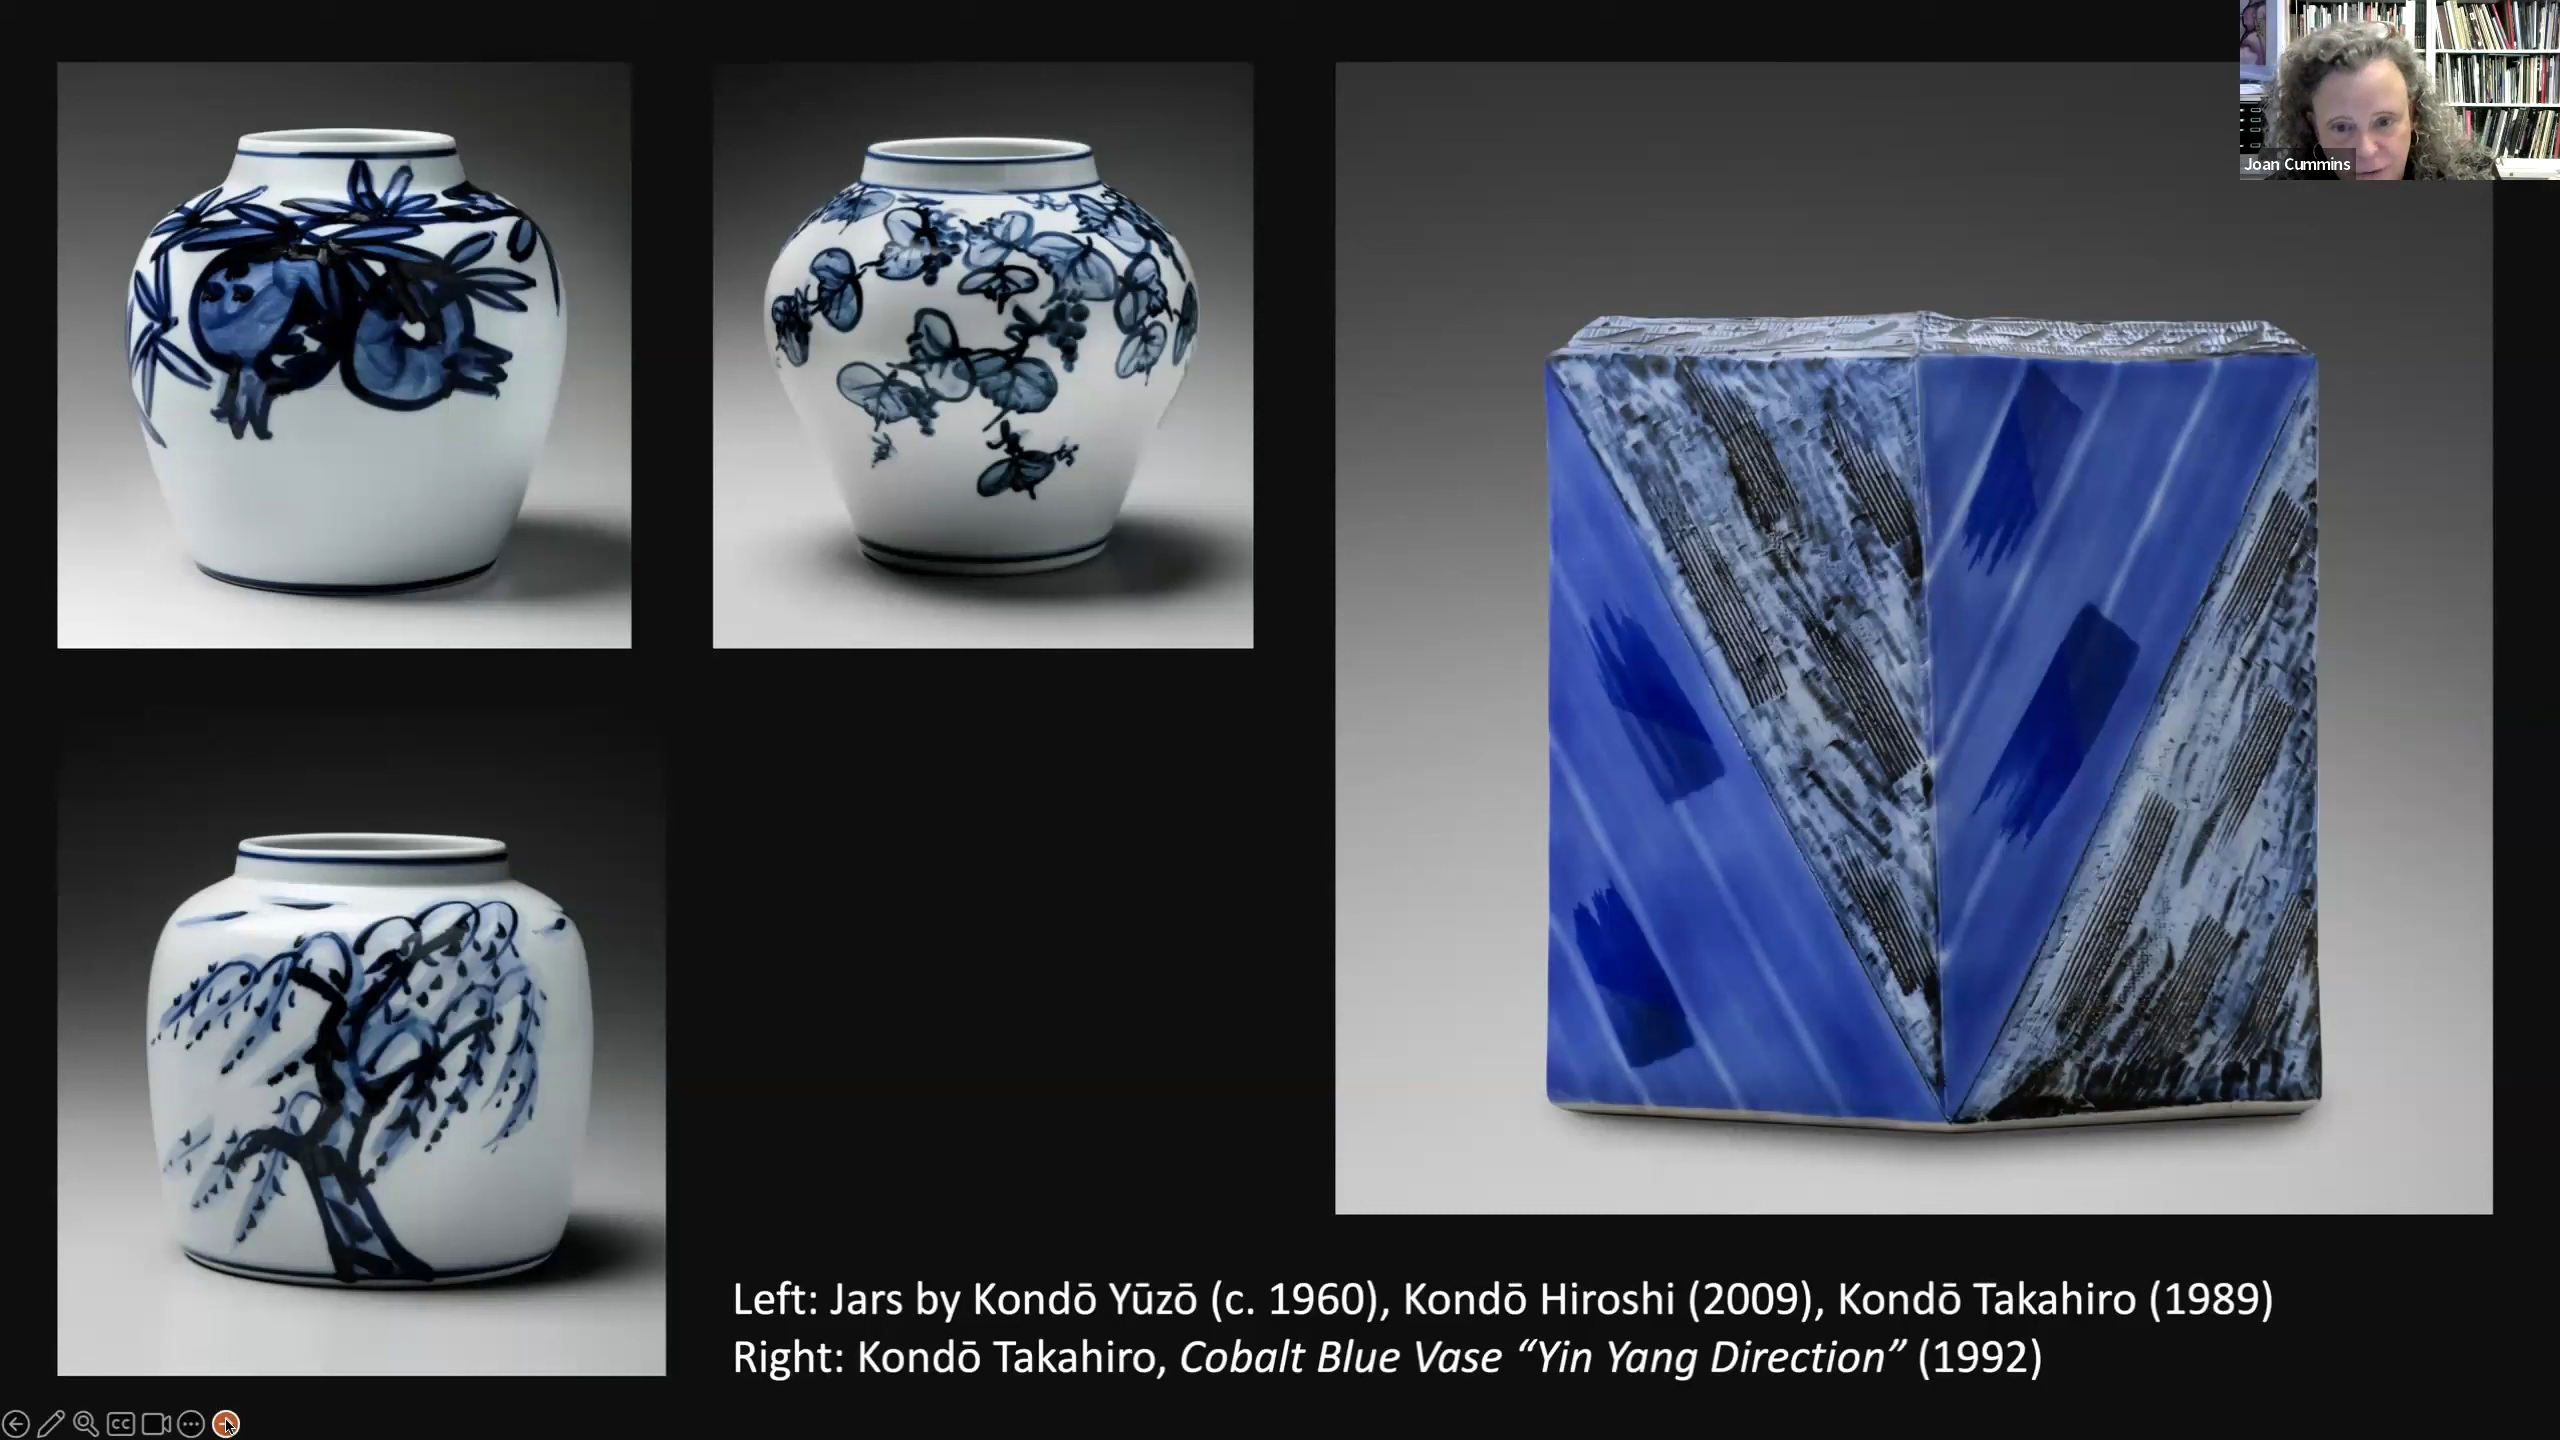 Joan Cummins
Left: Jars by Kondō Yūzō (c. 1960), Kondō Hiroshi (2009), Kondō Takahiro (1989)
Right: Kondō Takahiro, Cobalt Blue Vase “Yin Yang Direction” (1992)
CC